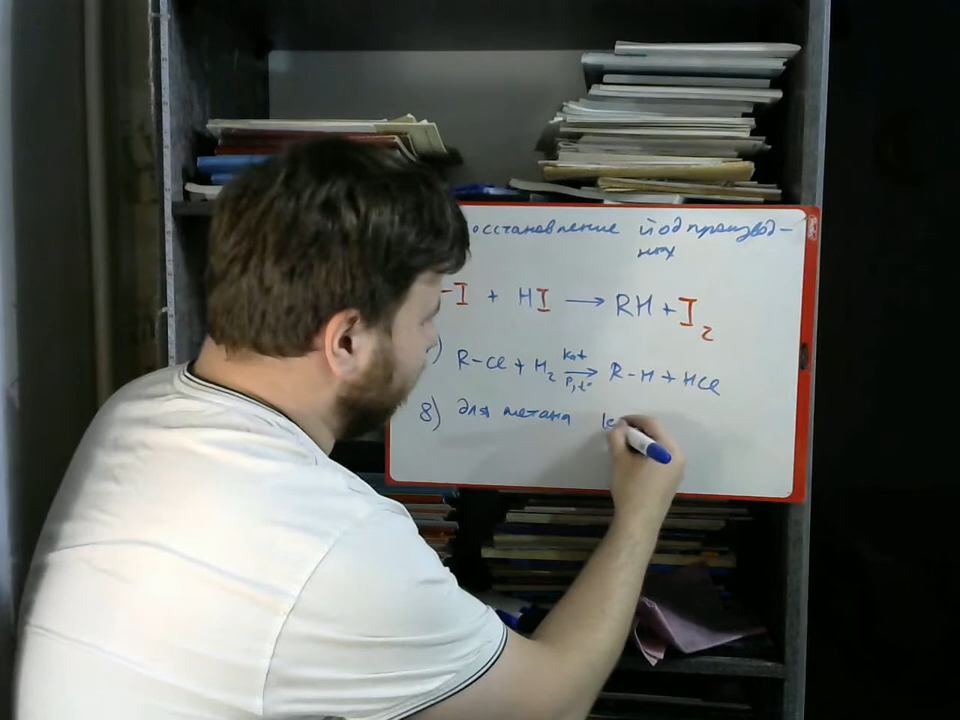 осстановление йодпроизвод-
ных
-I + HI → RH + I₂
) R-Cl + H₂ кат → p, t° R-H + HCl
8) для метана